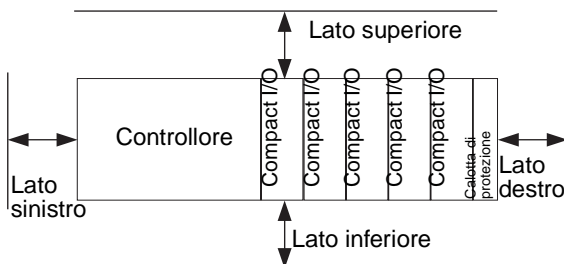 Lato superiore
Controllore
Compact I/O
Compact I/O
Compact I/O
Compact I/O
Compact I/O
Calotta di
protezione
Lato
sinistro
Lato
destro
Lato inferiore